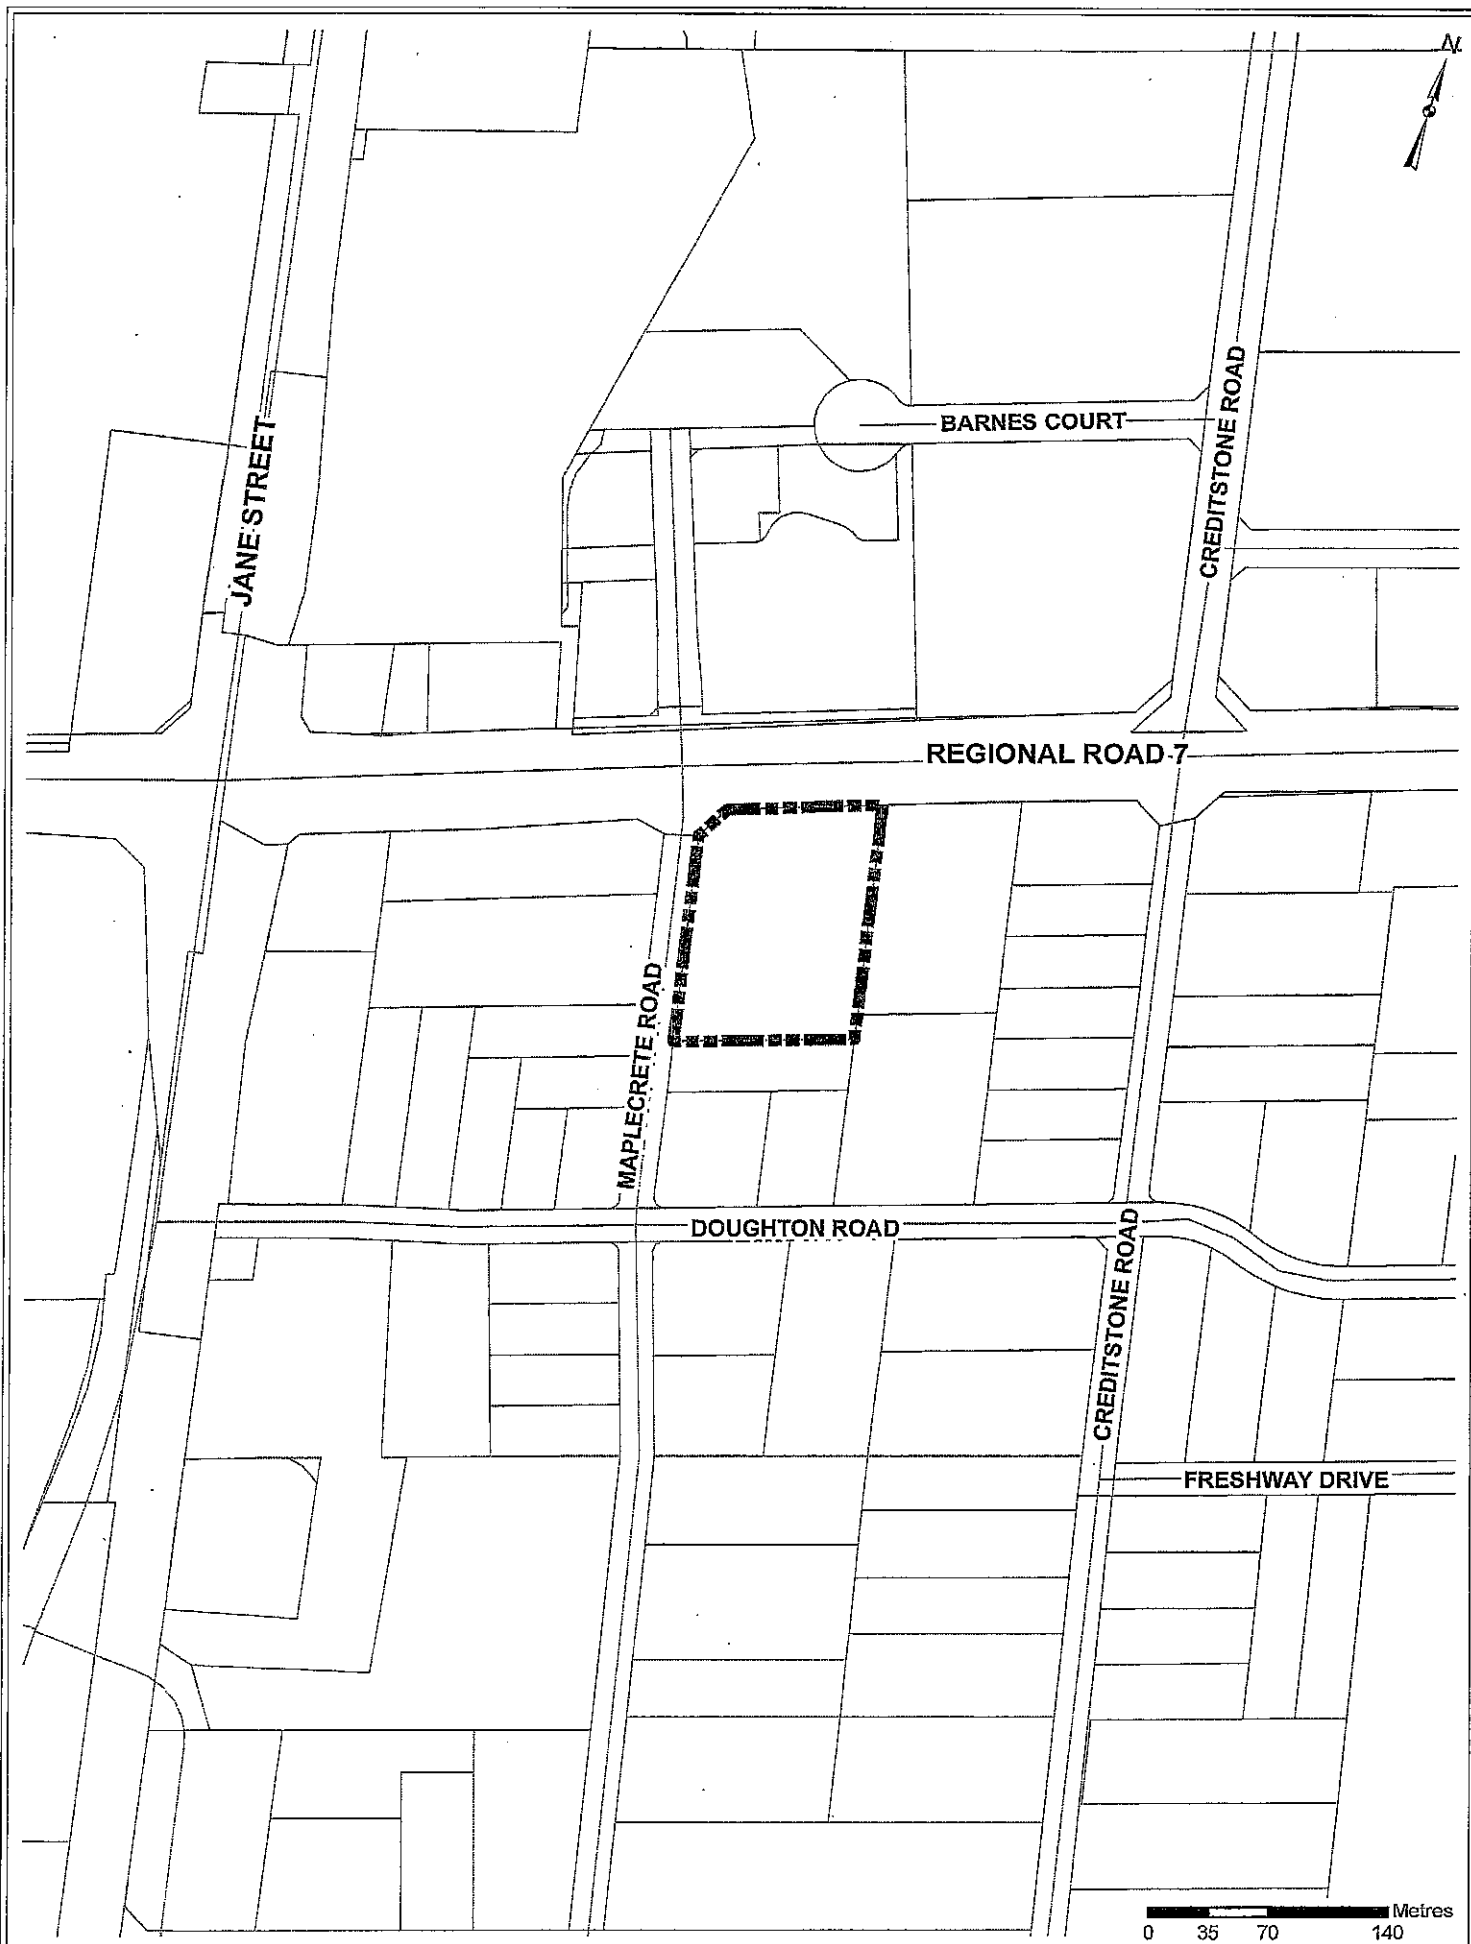 N
JANE STREET
BARNES COURT
CREDITSTONE ROAD
REGIONAL ROAD 7
MAPLECRETE ROAD
DOUGHTON ROAD
CREDITSTONE ROAD
FRESHWAY DRIVE
Metres
0 35 70 140